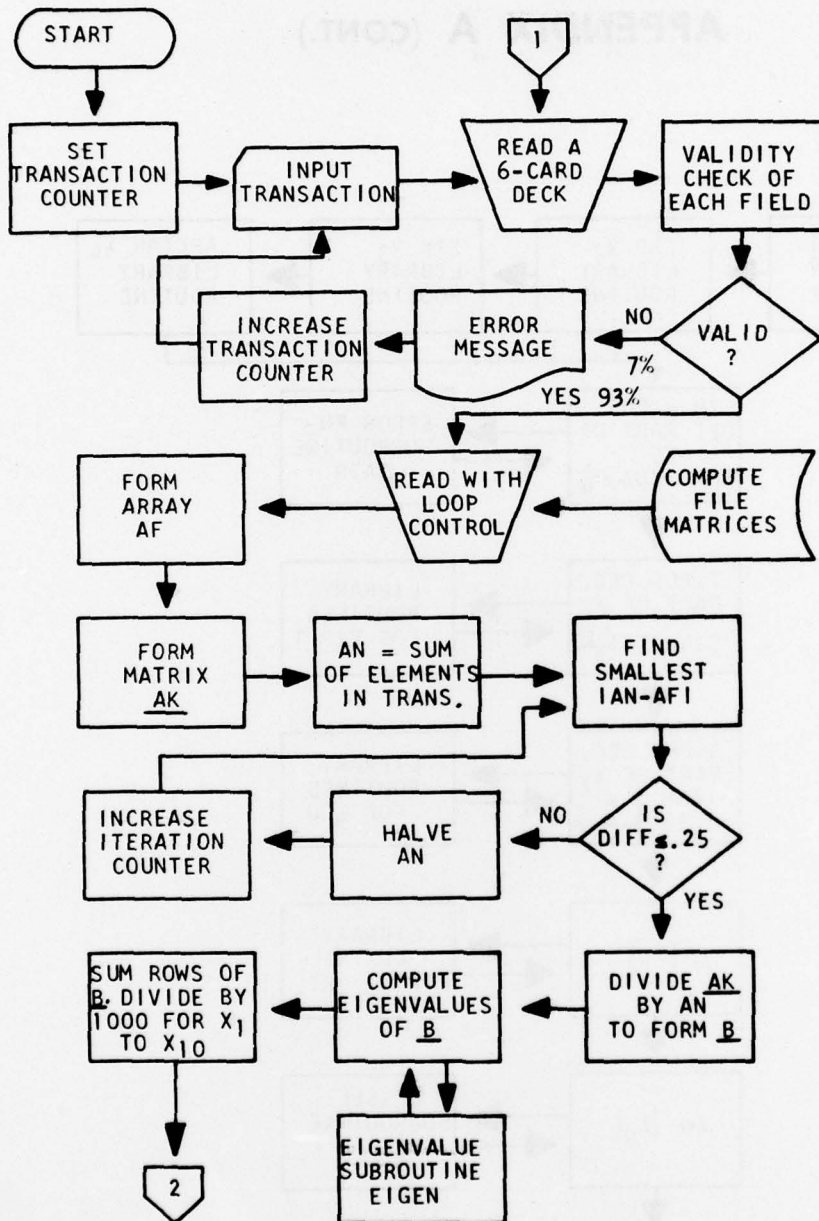 START
1
SET
TRANSACTION
COUNTER
INPUT
TRANSACTION
READ A
6-CARD
DECK
VALIDITY
CHECK OF
EACH FIELD
INCREASE
TRANSACTION
COUNTER
ERROR
MESSAGE
NO
7%
VALID
?
YES 93%
FORM
ARRAY
AF
READ WITH
LOOP
CONTROL
COMPUTE
FILE
MATRICES
FORM
MATRIX
AK
AN = SUM
OF ELEMENTS
IN TRANS.
FIND
SMALLEST
IAN-AFI
INCREASE
ITERATION
COUNTER
HALVE
AN
NO
IS
DIFF≤.25
?
YES
SUM ROWS OF
B. DIVIDE BY
1000 FOR X1
TO X10
COMPUTE
EIGENVALUES
OF B
DIVIDE AK
BY AN
TO FORM B
2
EIGENVALUE
SUBROUTINE
EIGEN